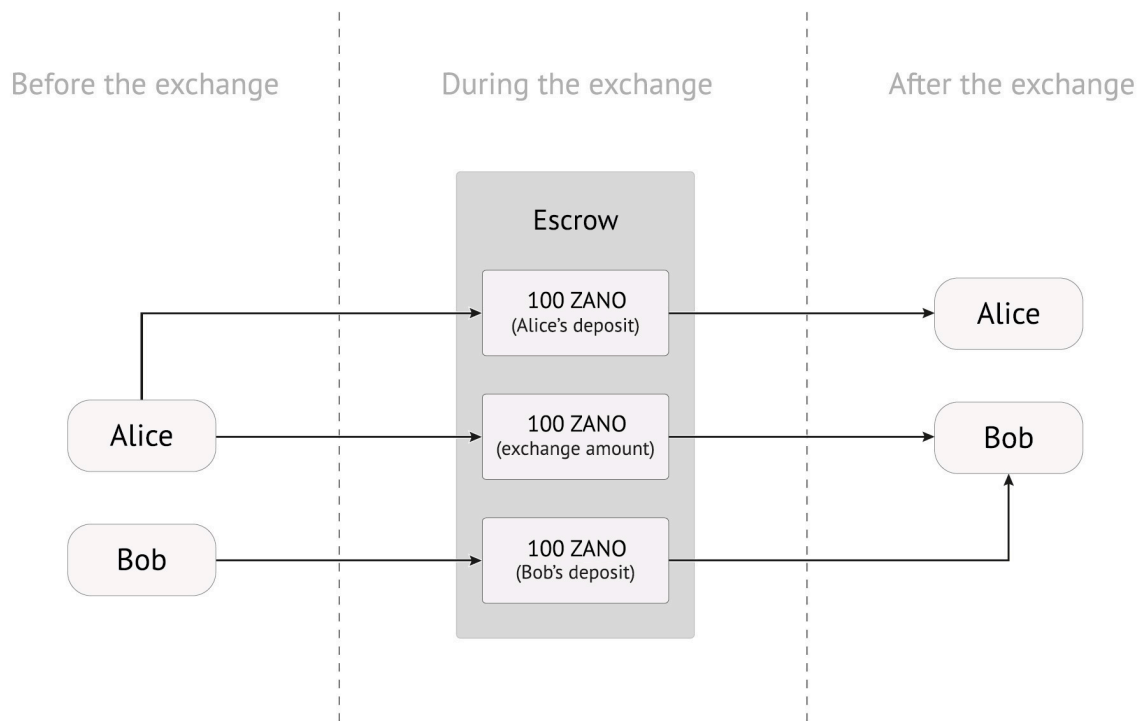 Before the exchange
During the exchange
After the exchange
Escrow
100 ZANO
(Alice’s deposit)
Alice
Alice
100 ZANO
(exchange amount)
Bob
Bob
100 ZANO
(Bob’s deposit)